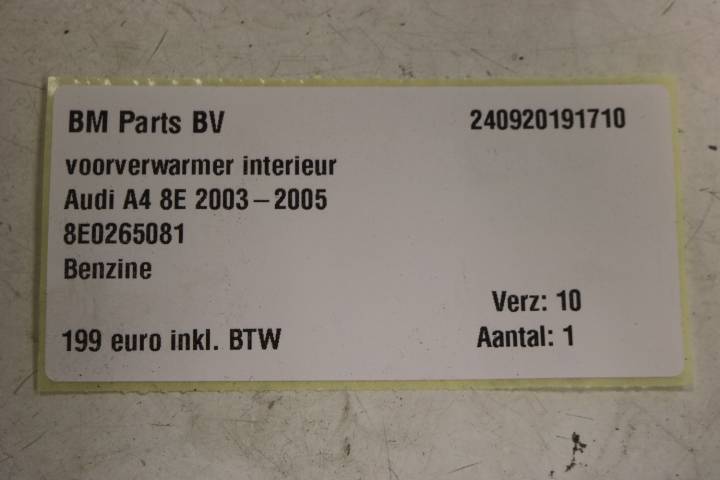 BM Parts BV 240920191710
voorverwarmer interieur
Audi A4 8E 2003-2005
8E0265081
Benzine
Verz: 10
199 euro inkl. BTW Aantal: 1